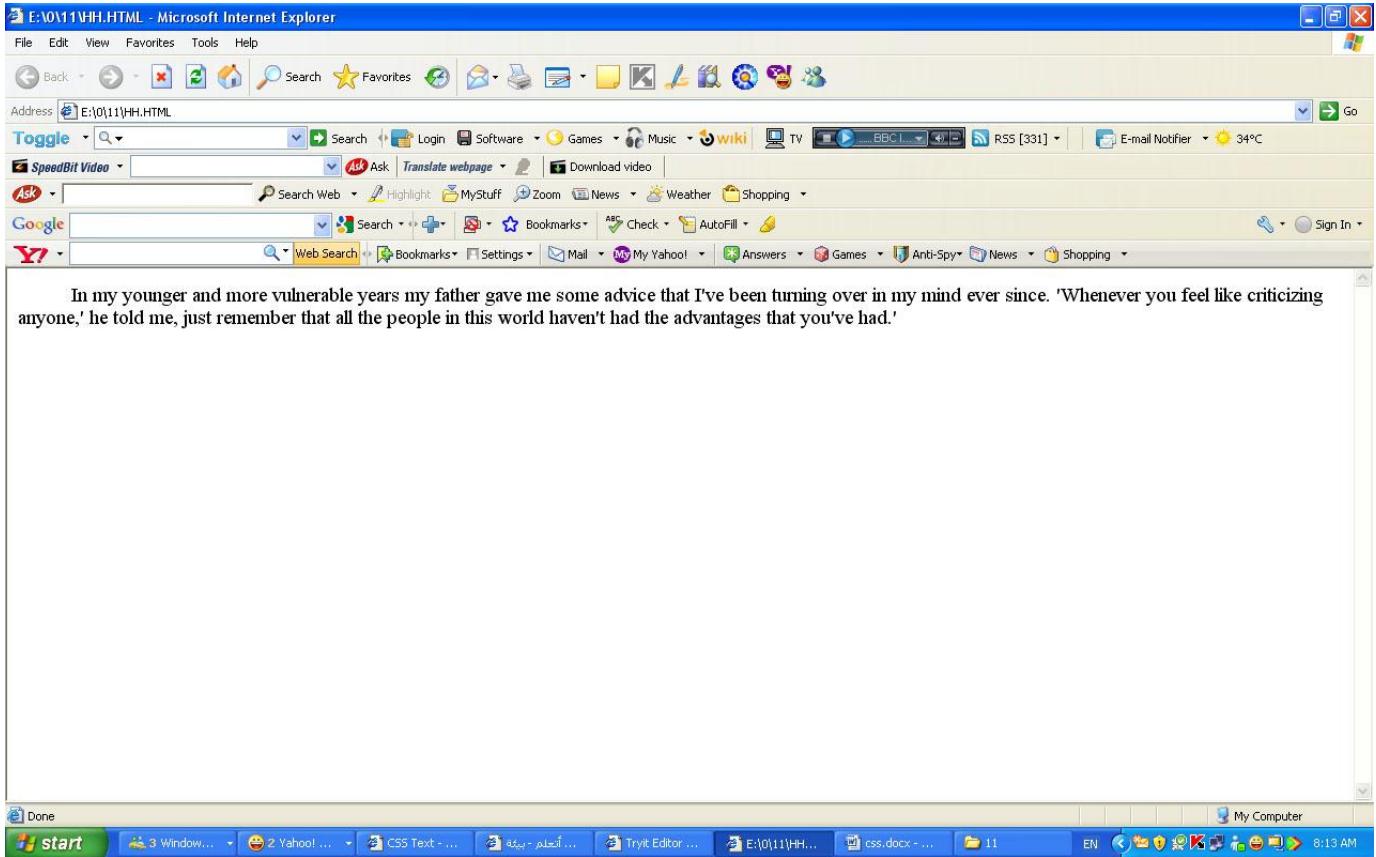 E:\0\11\HH.HTML - Microsoft Internet Explorer
File Edit View Favorites Tools Help
Back Search Favorites
Address E:\0\11\HH.HTML Go
Toggle Search Login Software Games Music wiki TV BBC RSS [331] E-mail Notifier 34°C
SpeedBit Video Ask Translate webpage Download video
Ask Search Web Highlight MyStuff Zoom News Weather Shopping
Google Search Bookmarks ABC Check AutoFill Sign In
Y! Web Search Bookmarks Settings Mail My My Yahoo! Answers Games Anti-Spy News Shopping
In my younger and more vulnerable years my father gave me some advice that I've been turning over in my mind ever since. 'Whenever you feel like criticizing
anyone,' he told me, just remember that all the people in this world haven't had the advantages that you've had.'
Done My Computer
start 3 Window... 2 Yahoo! ... CSS Text - ... أتعلم - بيئة ... Tryit Editor ... E:\0\11\HH... css.docx - ... 11 EN 8:13 AM